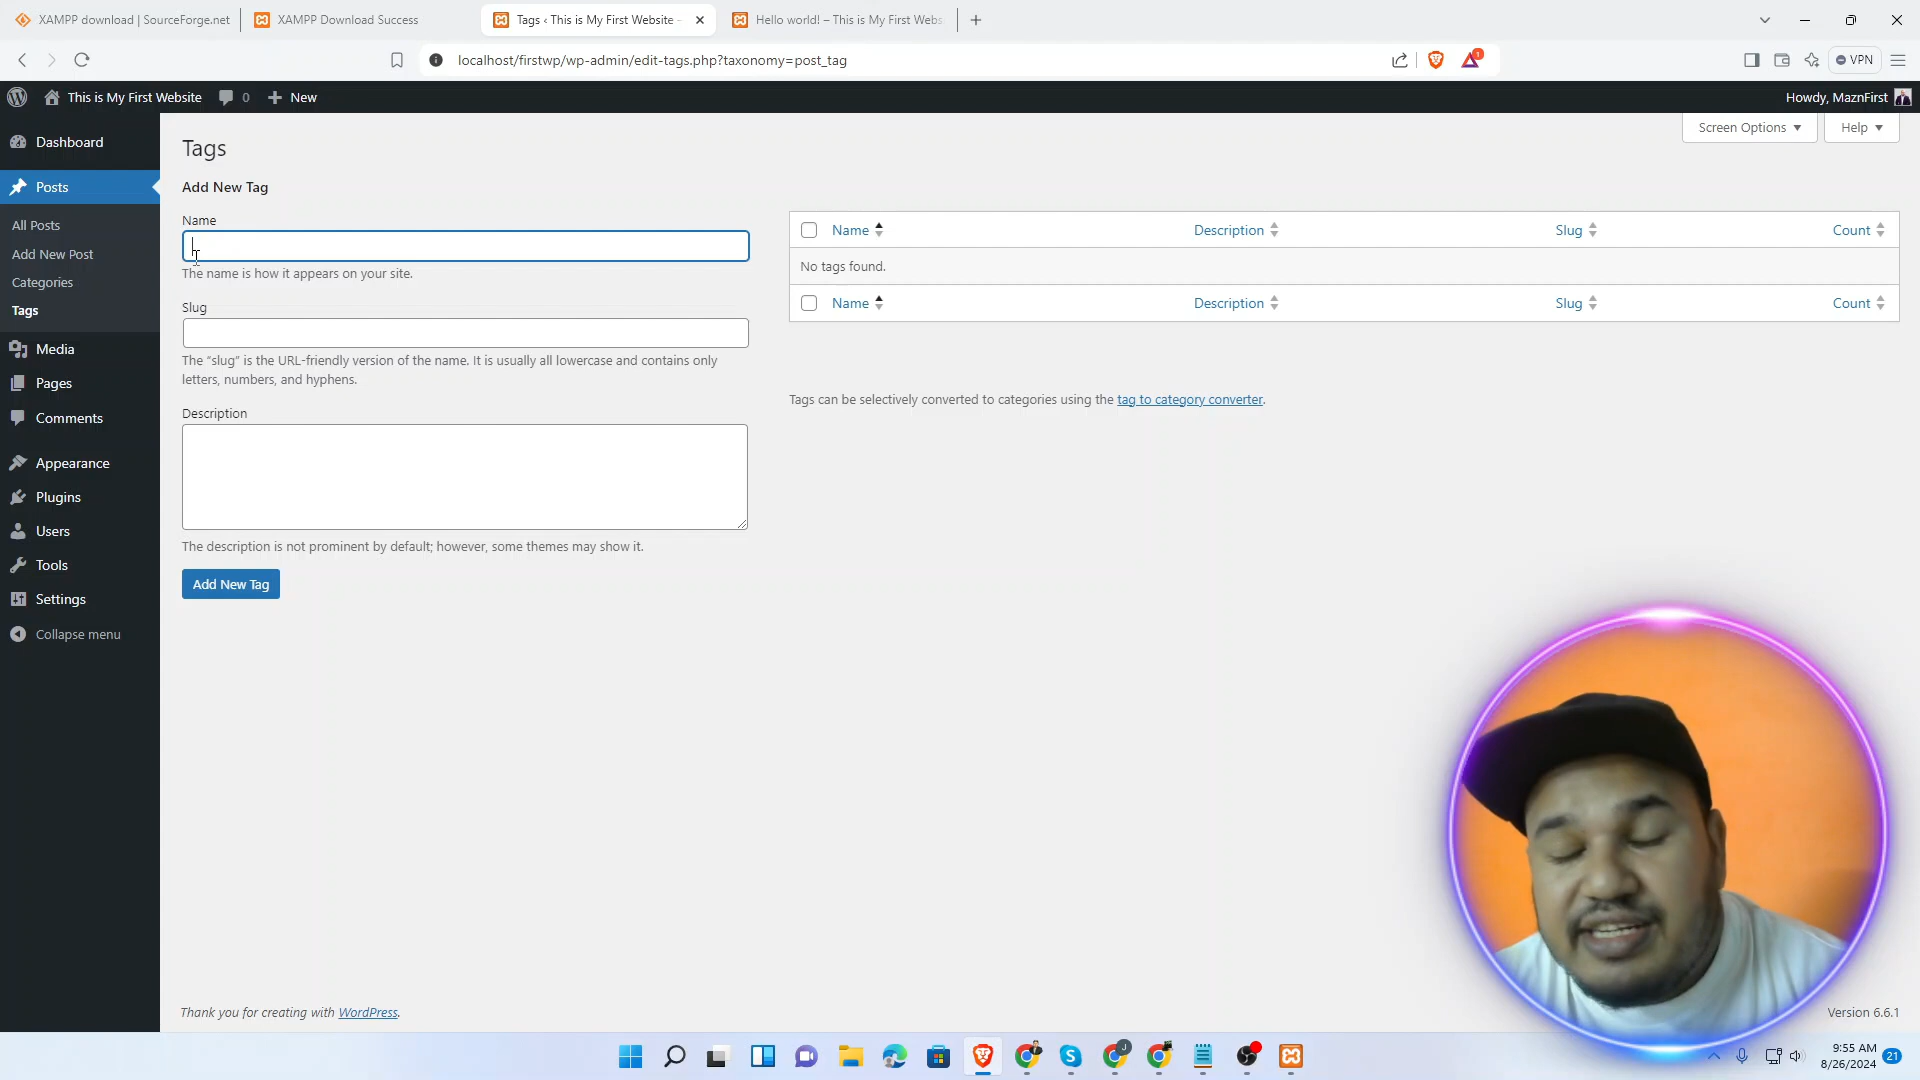 XAMPP download | SourceForge.net
XAMPP Download Success
Tags ‹ This is My First Website –
Hello world! – This is My First Webs
localhost/firstwp/wp-admin/edit-tags.php?taxonomy=post_tag
1
VPN
This is My First Website
0
New
Howdy, MaznFirst
Screen Options
Help
Dashboard
Posts
All Posts
Add New Post
Categories
Tags
Media
Pages
Comments
Appearance
Plugins
Users
Tools
Settings
Collapse menu
Tags
Add New Tag
Name
The name is how it appears on your site.
Slug
The “slug” is the URL-friendly version of the name. It is usually all lowercase and contains only
letters, numbers, and hyphens.
Description
The description is not prominent by default; however, some themes may show it.
Add New Tag
Name Description Slug Count
No tags found.
Name Description Slug Count
Tags can be selectively converted to categories using the tag to category converter.
Thank you for creating with WordPress.
Version 6.6.1
J
9:55 AM
8/26/2024
21